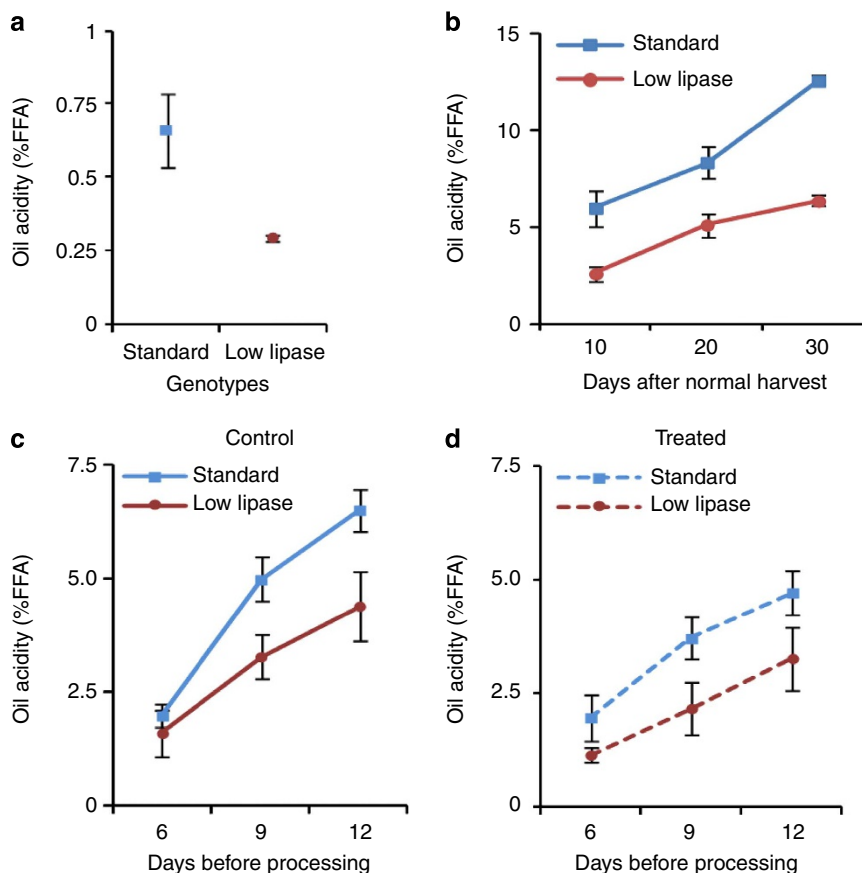 a
1
0.75
0.5
0.25
0
Oil acidity (%FFA)
Standard Low lipase
Genotypes
b
15
10
5
0
Oil acidity (%FFA)
Standard
Low lipase
10 20 30
Days after normal harvest
c
Control
7.5
5.0
2.5
0
Oil acidity (%FFA)
Standard
Low lipase
6 9 12
Days before processing
d
Treated
7.5
5.0
2.5
0
Oil acidity (%FFA)
Standard
Low lipase
6 9 12
Days before processing